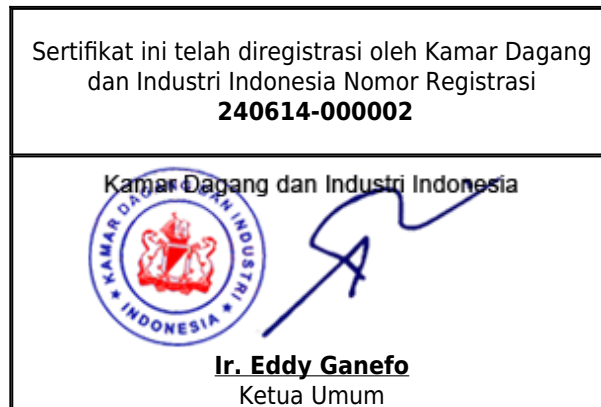 Sertifikat ini telah diregistrasi oleh Kamar Dagang
dan Industri Indonesia Nomor Registrasi
240614-000002
Kamar Dagang dan Industri Indonesia
KAMAR DAGANG DAN INDUSTRI
★ INDONESIA ★
Ir. Eddy Ganefo
Ketua Umum